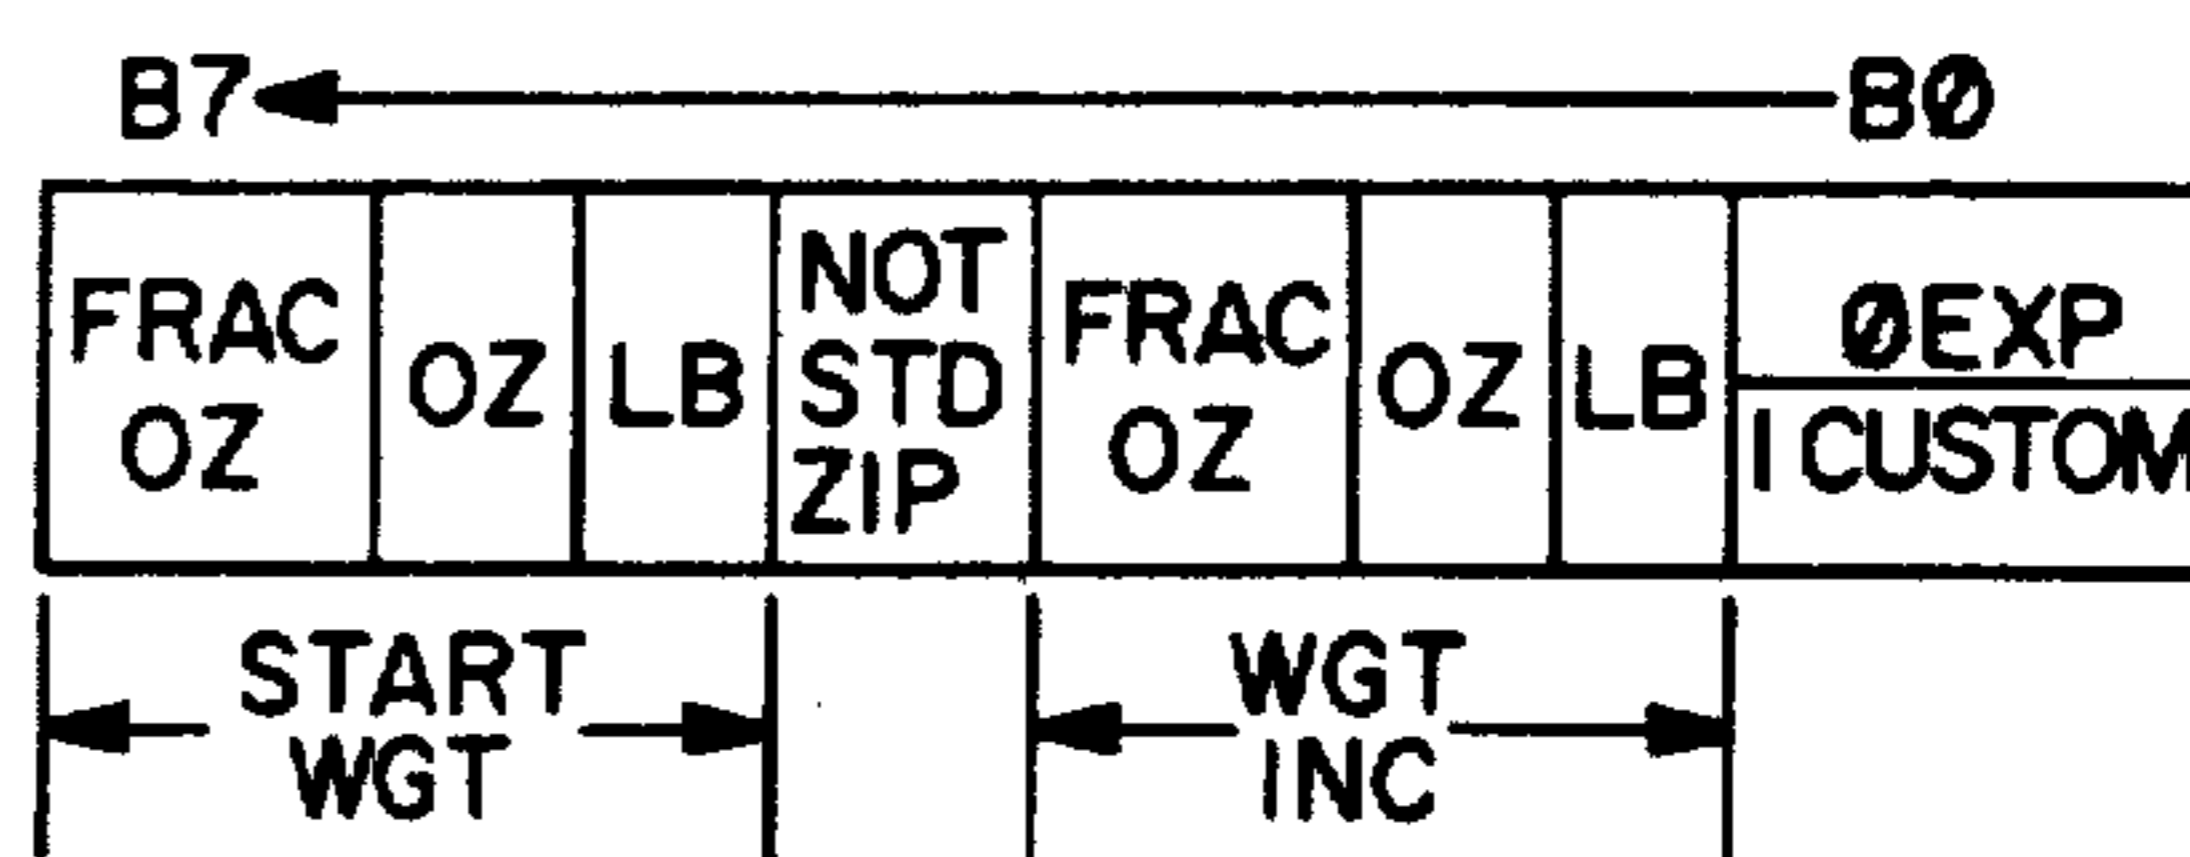 B7 B0
FRAC
OZ
OZ
LB
NOT
STD
ZIP
FRAC
OZ
OZ
LB
0EXP
1 CUSTOM
START
WGT
WGT
INC